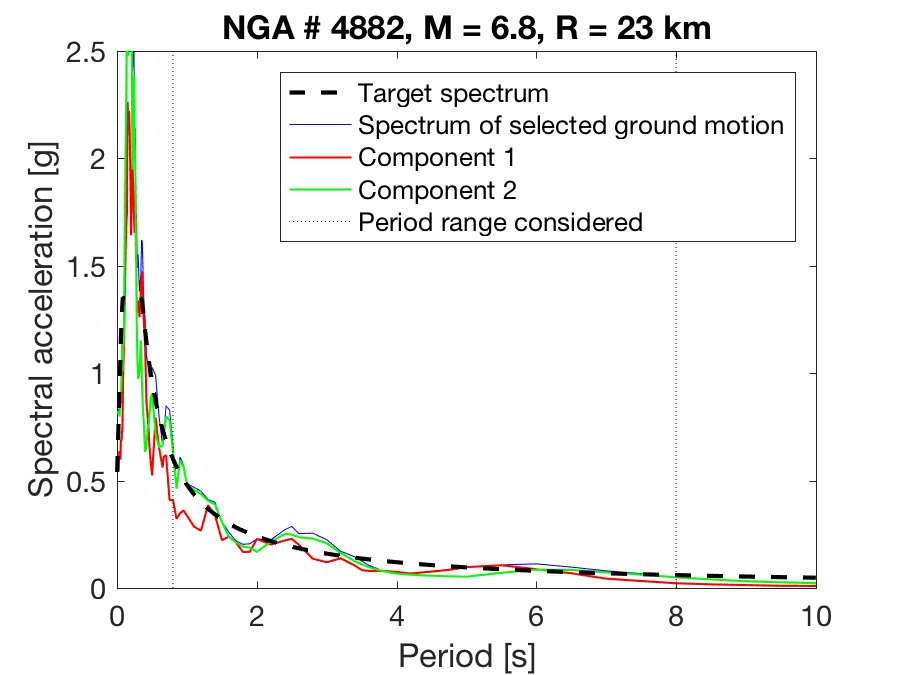 NGA # 4882, M = 6.8, R = 23 km
2.5
2
1.5
1
0.5
0
Spectral acceleration [g]
Target spectrum
Spectrum of selected ground motion
Component 1
Component 2
Period range considered
0 2 4 6 8 10
Period [s]